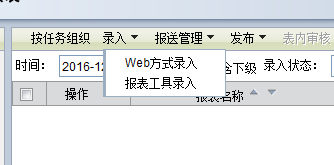 按任务组织 录入 报送管理 发布 表内审核
时间： 2016-12 含下级 录入状态：
Web方式录入
报表工具录入
操作 报表名称